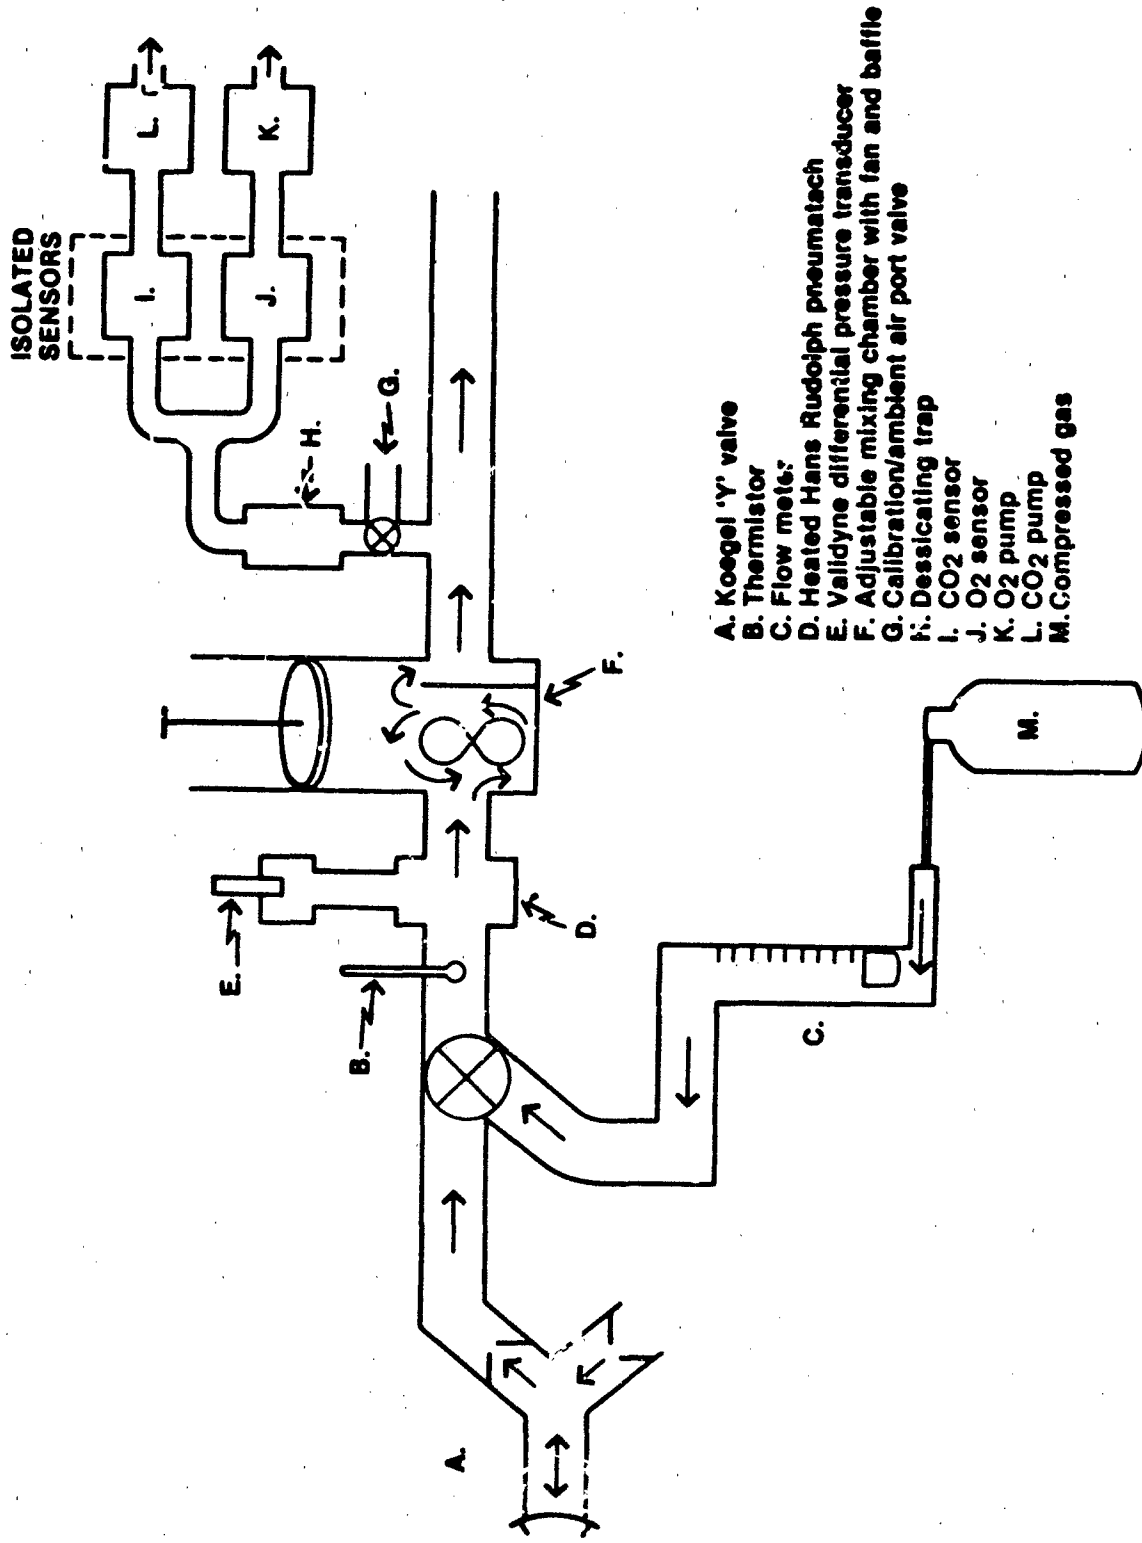 ISOLATED
SENSORS
L.
K.
I.
J.
H.
G.
E.
B.
F.
D.
C.
M.
A.
A. Koegel 'Y' valve
B. Thermistor
C. Flow meter
D. Heated Hans Rudolph pneumatach
E. Validyne differential pressure transducer
F. Adjustable mixing chamber with fan and baffle
G. Calibration/ambient air port valve
H. Dessicating trap
I. CO2 sensor
J. O2 sensor
K. O2 pump
L. CO2 pump
M. Compressed gas